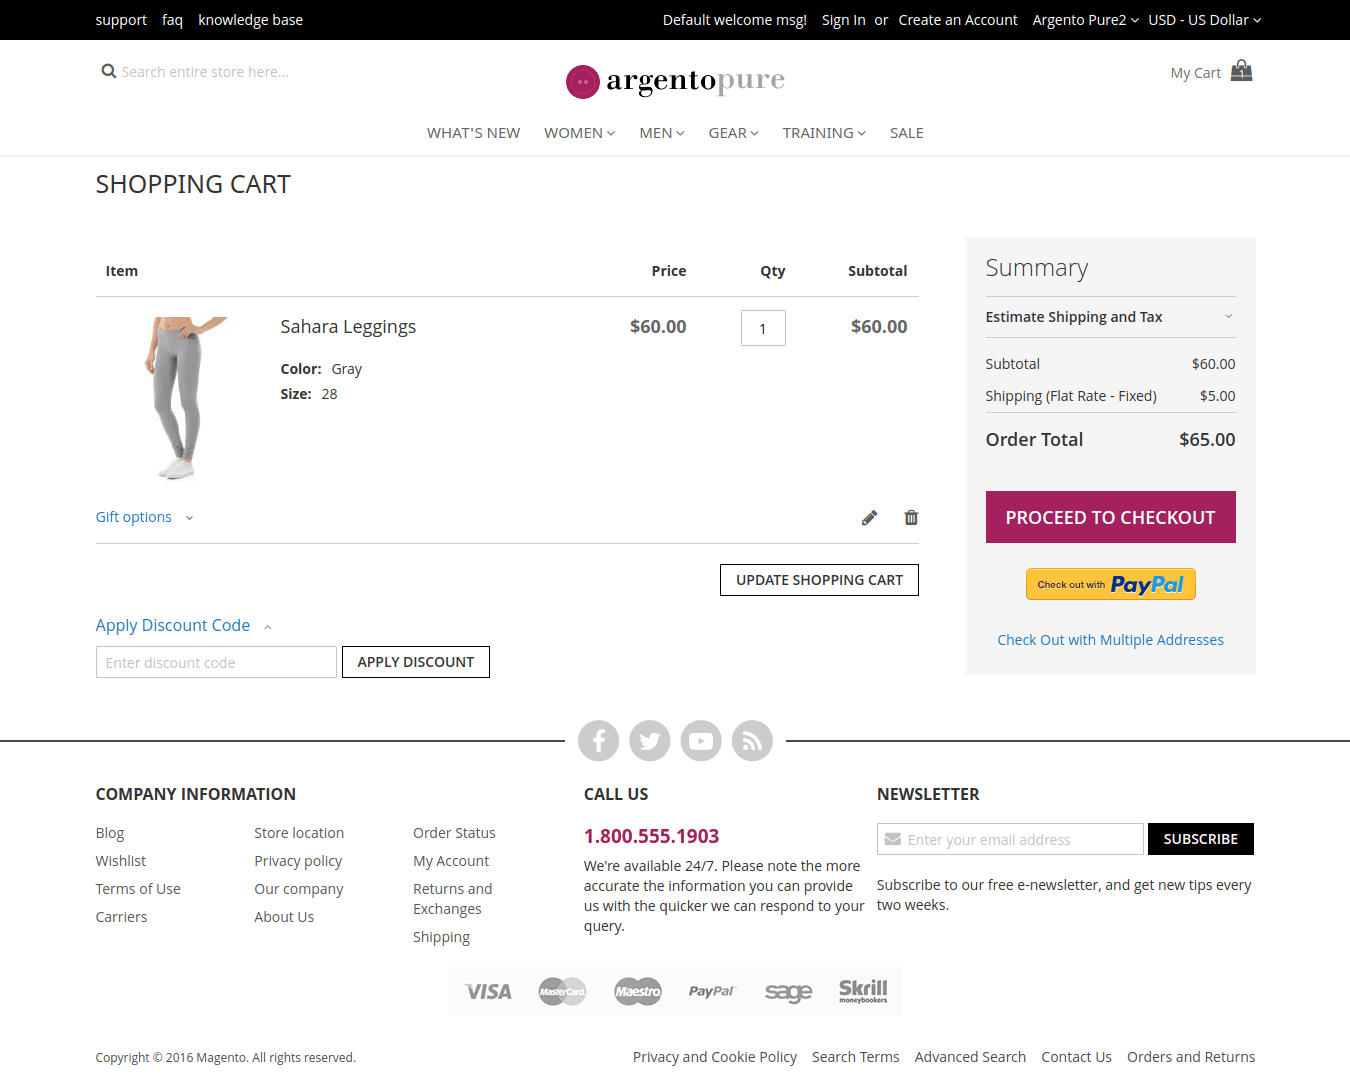 support faq knowledge base Default welcome msg! Sign In or Create an Account Argento Pure2 USD - US Dollar
Search entire store here...
argentopure
My Cart 1
WHAT'S NEW WOMEN MEN GEAR TRAINING SALE
SHOPPING CART
Item Price Qty Subtotal
Sahara Leggings $60.00 1 $60.00
Color: Gray
Size: 28
Gift options
UPDATE SHOPPING CART
Apply Discount Code
Enter discount code APPLY DISCOUNT
Summary
Estimate Shipping and Tax
Subtotal $60.00
Shipping (Flat Rate - Fixed) $5.00
Order Total $65.00
PROCEED TO CHECKOUT
Check out with PayPal
Check Out with Multiple Addresses
COMPANY INFORMATION
Blog
Wishlist
Terms of Use
Carriers
Store location
Privacy policy
Our company
About Us
Order Status
My Account
Returns and
Exchanges
Shipping
CALL US
1.800.555.1903
We're available 24/7. Please note the more
accurate the information you can provide
us with the quicker we can respond to your
query.
NEWSLETTER
Enter your email address SUBSCRIBE
Subscribe to our free e-newsletter, and get new tips every
two weeks.
VISA MasterCard Maestro PayPal sage Skrill
moneybookers
Copyright © 2016 Magento. All rights reserved. Privacy and Cookie Policy Search Terms Advanced Search Contact Us Orders and Returns